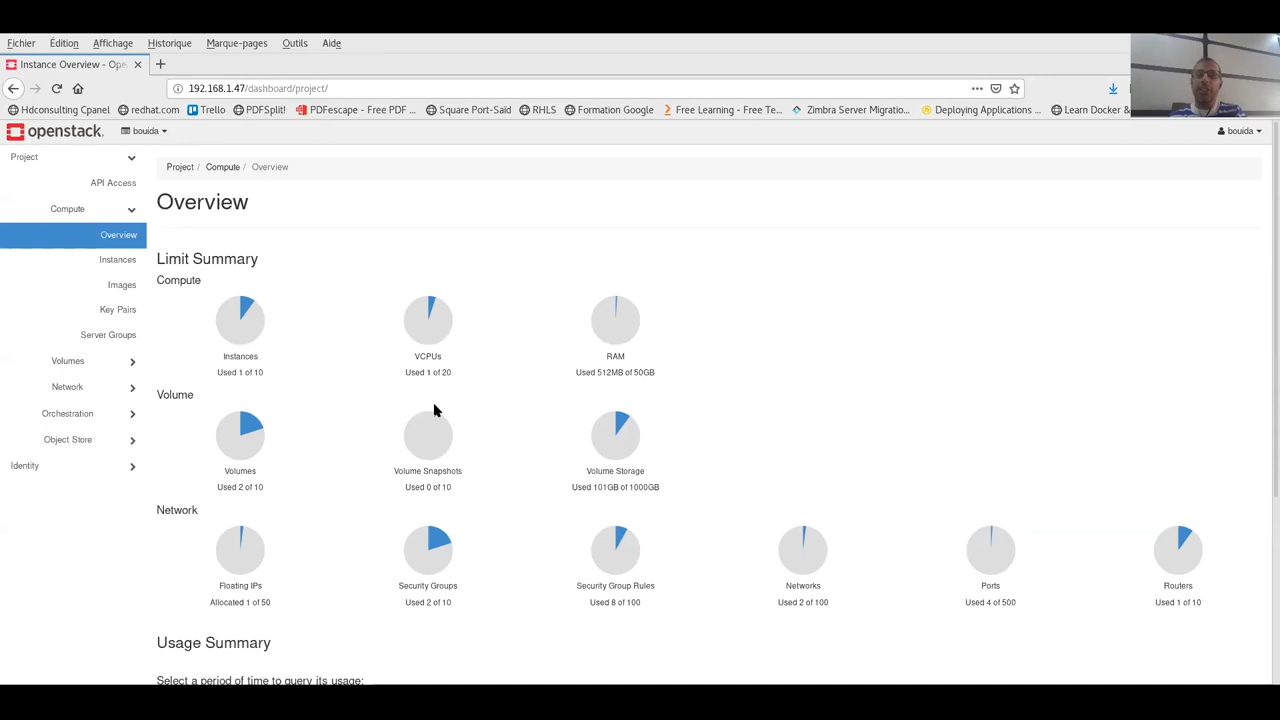 Fichier Édition Affichage Historique Marque-pages Outils Aide
Instance Overview - Ope…
192.168.1.47/dashboard/project/
Hdconsulting Cpanel redhat.com Trello PDFSplit! PDFescape - Free PDF … Square Port-Saïd RHLS Formation Google Free Learning - Free Te… Zimbra Server Migratio… Deploying Applications … Learn Docker &
openstack. bouida bouida
Project
API Access
Compute
Overview
Instances
Images
Key Pairs
Server Groups
Volumes
Network
Orchestration
Object Store
Identity
Project / Compute / Overview
Overview
Limit Summary
Compute
Instances VCPUs RAM
Used 1 of 10 Used 1 of 20 Used 512MB of 50GB
Volume
Volumes Volume Snapshots Volume Storage
Used 2 of 10 Used 0 of 10 Used 101GB of 1000GB
Network
Floating IPs Security Groups Security Group Rules Networks Ports Routers
Allocated 1 of 50 Used 2 of 10 Used 8 of 100 Used 2 of 100 Used 4 of 500 Used 1 of 10
Usage Summary
Select a period of time to query its usage: